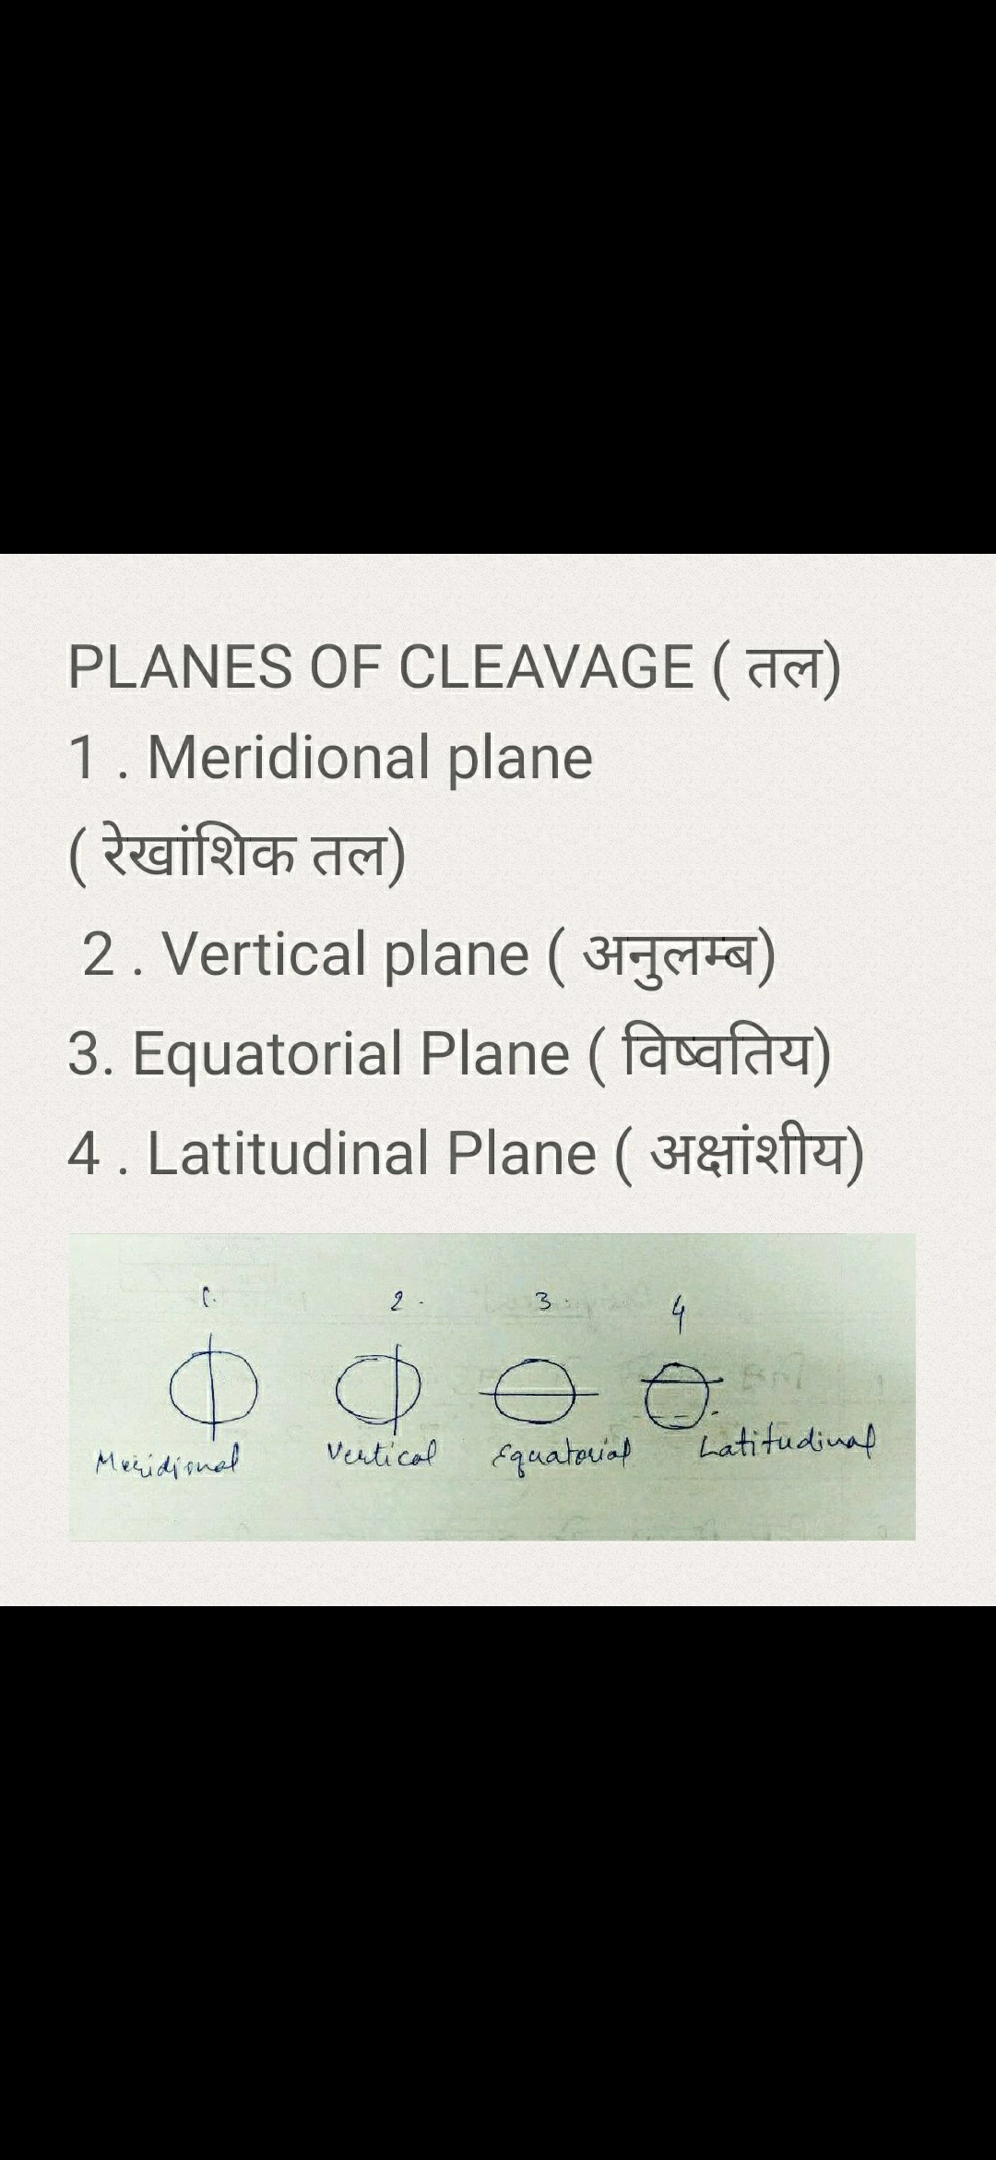 PLANES OF CLEAVAGE ( तल)
1 . Meridional plane
( रेखांशिक तल)
2 . Vertical plane ( अनुलम्ब)
3. Equatorial Plane ( विष्वतिय)
4 . Latitudinal Plane ( अक्षांशीय)
1. 2 . 3 . 4
Meridional Vertical Equatorial Latitudinal